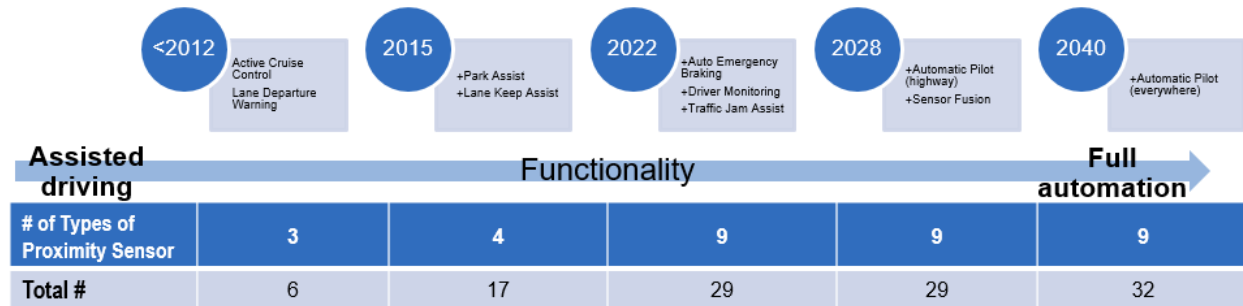 <2012
Active Cruise
Control
Lane Departure
Warning
2015
+Park Assist
+Lane Keep Assist
2022
+Auto Emergency
Braking
+Driver Monitoring
+Traffic Jam Assist
2028
+Automatic Pilot
(highway)
+Sensor Fusion
2040
+Automatic Pilot
(everywhere)
Assisted
driving
Functionality
Full
automation
# of Types of
Proximity Sensor
3 4 9 9 9
Total # 6 17 29 29 32